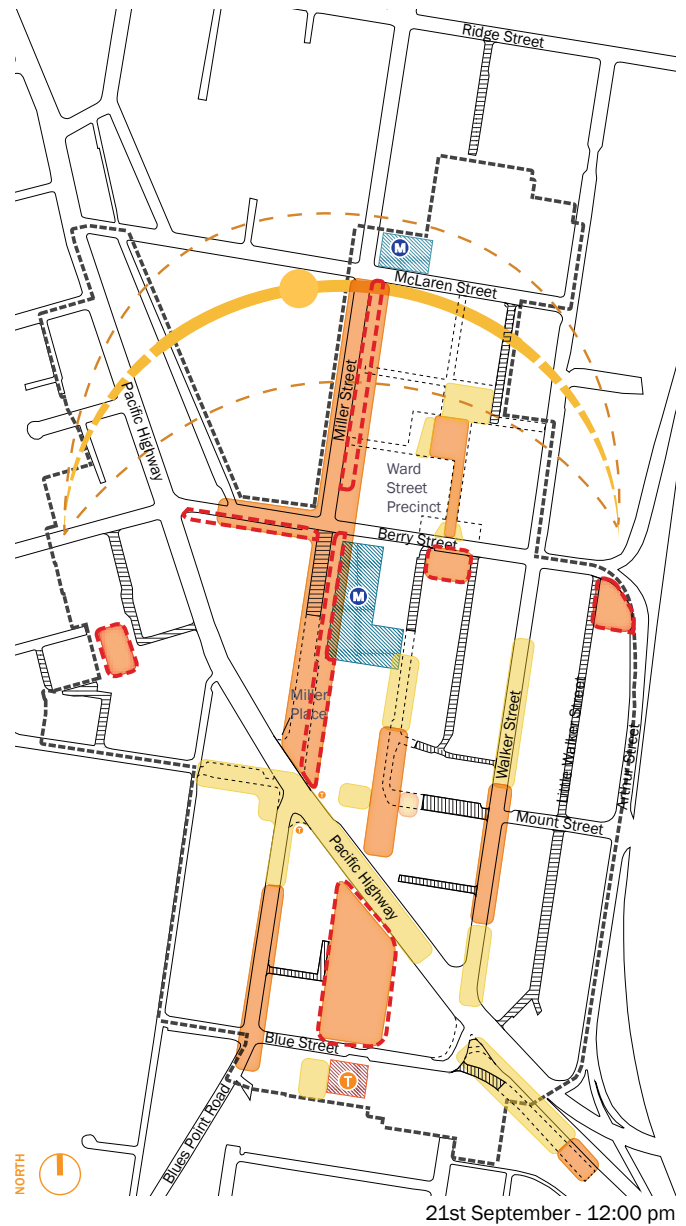 Ridge Street
M
McLaren Street
Miller Street
Pacific Highway
Ward
Street
Precinct
Berry Street
M
Miller
Place
Walker Street
Little Walker Street
Arthur Street
T
Mount Street
T
Pacific Highway
Blue Street
T
Blues Point Road
NORTH
21st September - 12:00 pm